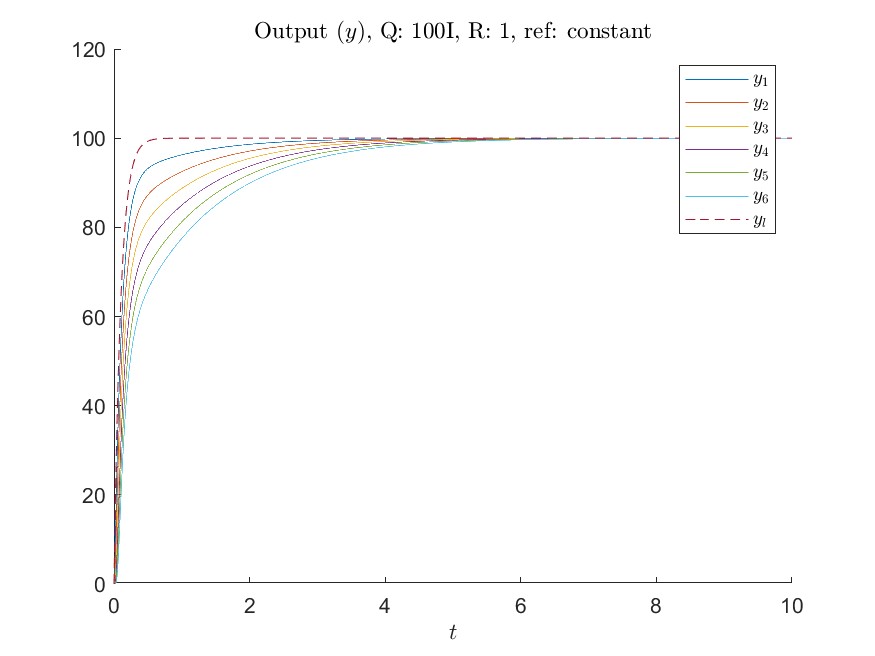 Output (y), Q: 100I, R: 1, ref: constant
120
100
80
60
40
20
0
0 2 4 6 8 10
t
y₁
y₂
y₃
y₄
y₅
y₆
yₗ